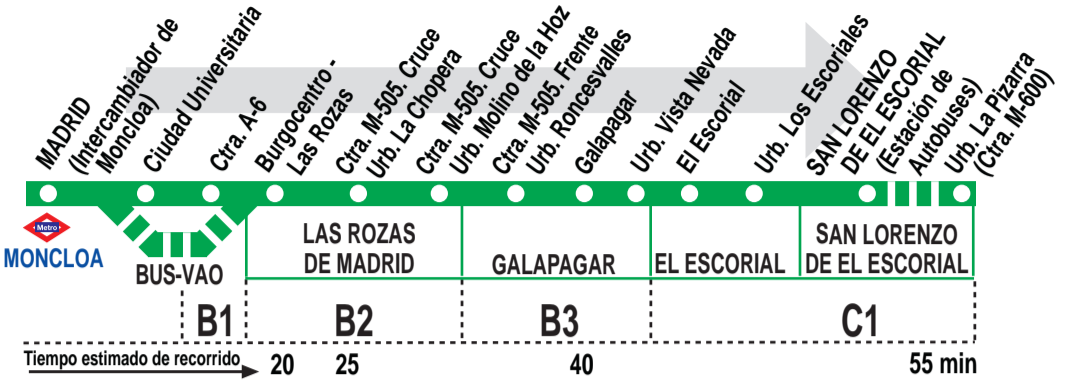 MADRID
(Intercambiador de
Moncloa)
Ciudad Universitaria
Ctra. A-6
Burgocentro -
Las Rozas
Ctra. M-505. Cruce
Urb. La Chopera
Ctra. M-505. Cruce
Urb. Molino de la Hoz
Ctra. M-505. Frente
Urb. Roncesvalles
Galapagar
Urb. Vista Nevada
El Escorial
Urb. Los Escoriales
SAN LORENZO
DE EL ESCORIAL
(Estación de
Autobuses)
Urb. La Pizarra
(Ctra. M-600)
Metro
MONCLOA
BUS-VAO
LAS ROZAS
DE MADRID
GALAPAGAR
EL ESCORIAL
SAN LORENZO
DE EL ESCORIAL
B1
B2
B3
C1
Tiempo estimado de recorrido 20 25 40 55 min